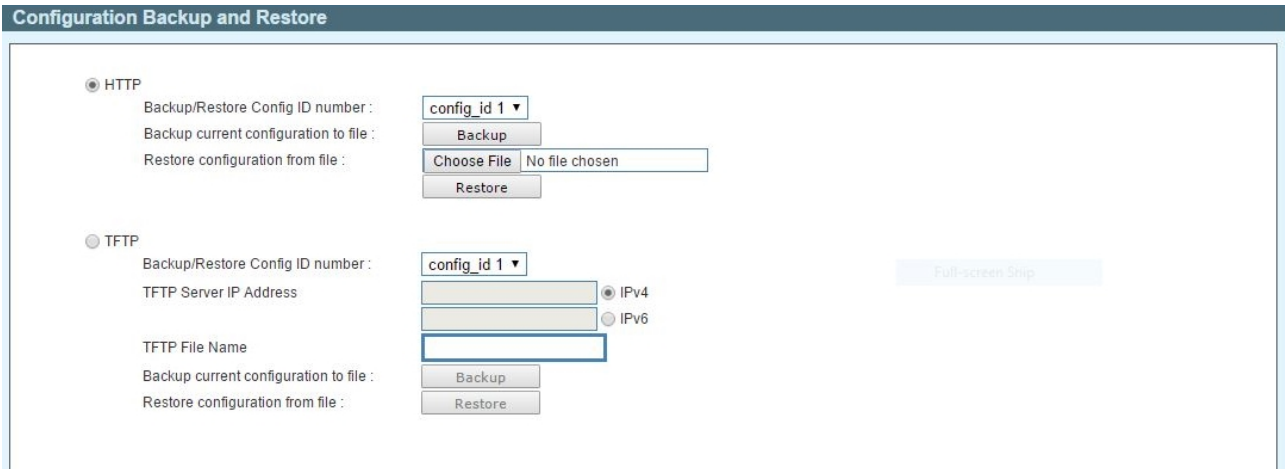 Configuration Backup and Restore
HTTP
Backup/Restore Config ID number :
config_id 1
Backup current configuration to file :
Backup
Restore configuration from file :
Choose File No file chosen
Restore
TFTP
Backup/Restore Config ID number :
config_id 1
Full-screen Snip
TFTP Server IP Address
IPv4
IPv6
TFTP File Name
Backup current configuration to file :
Backup
Restore configuration from file :
Restore